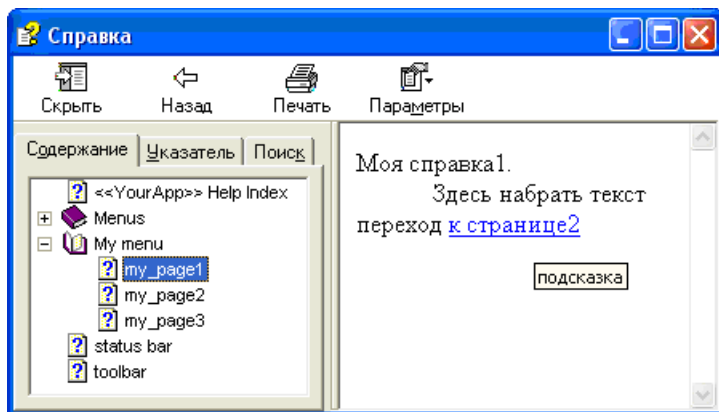 Справка
Скрыть Назад Печать Параметры
Содержание Указатель Поиск
<<YourApp>> Help Index
Menus
My menu
my_page1
my_page2
my_page3
status bar
toolbar
Моя справка1.
Здесь набрать текст
переход к странице2
подсказка